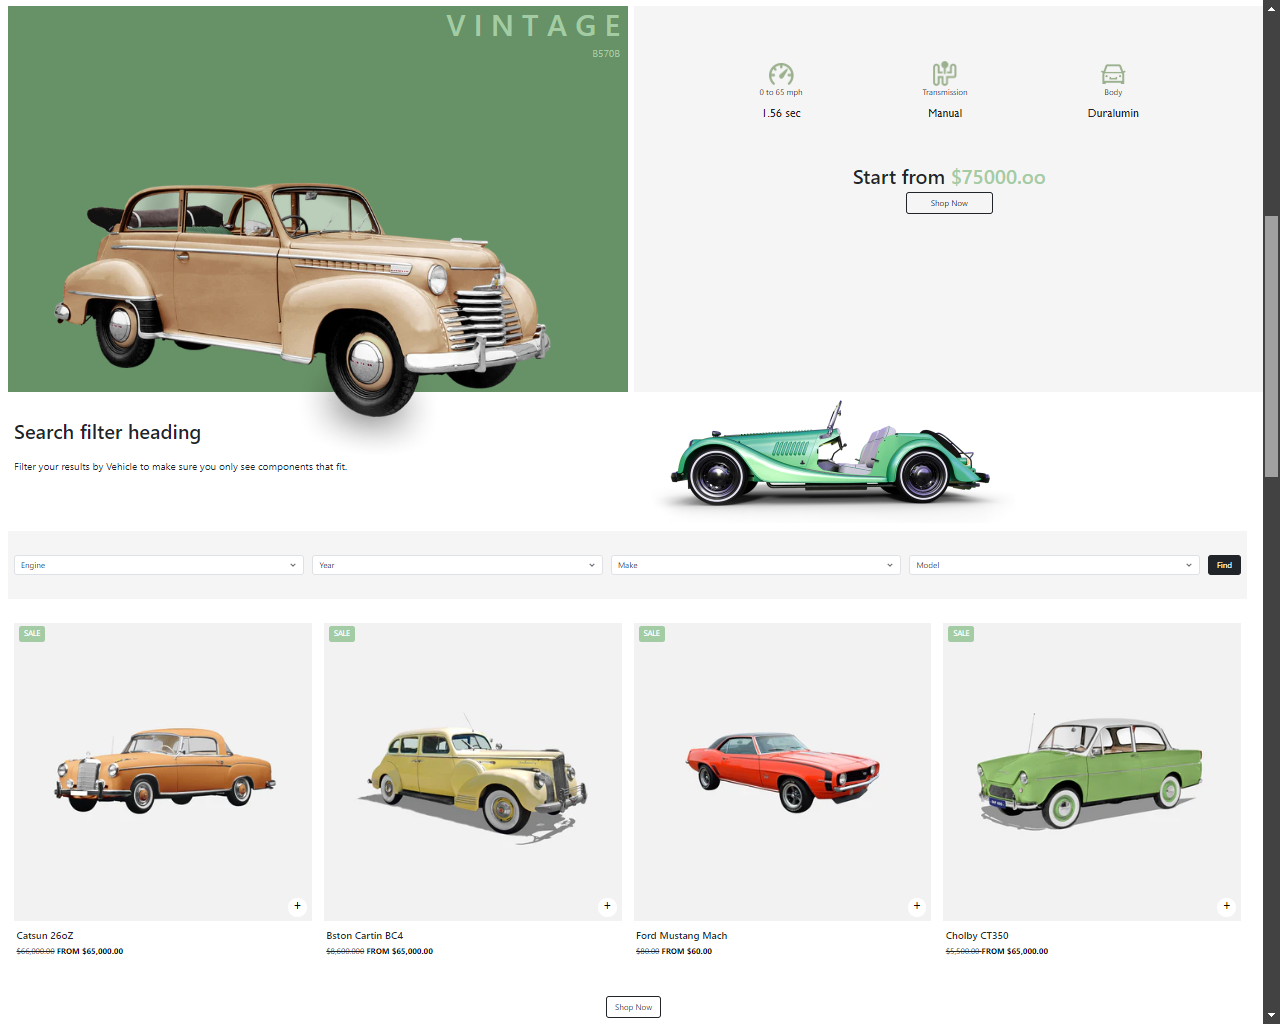 VINTAGE
8570B
0 to 65 mph
1.56 sec
Transmission
Manual
Body
Duralumin
Start from $75000.oo
Shop Now
Search filter heading
Filter your results by Vehicle to make sure you only see components that fit.
Engine
Year
Make
Model
Find
SALE
SALE
SALE
SALE
+
+
+
+
Catsun 26oZ
$66,000.00 FROM $65,000.00
Bston Cartin BC4
$8,600.000 FROM $65,000.00
Ford Mustang Mach
$80.00 FROM $60.00
Cholby CT350
$5,500.00 FROM $65,000.00
Shop Now